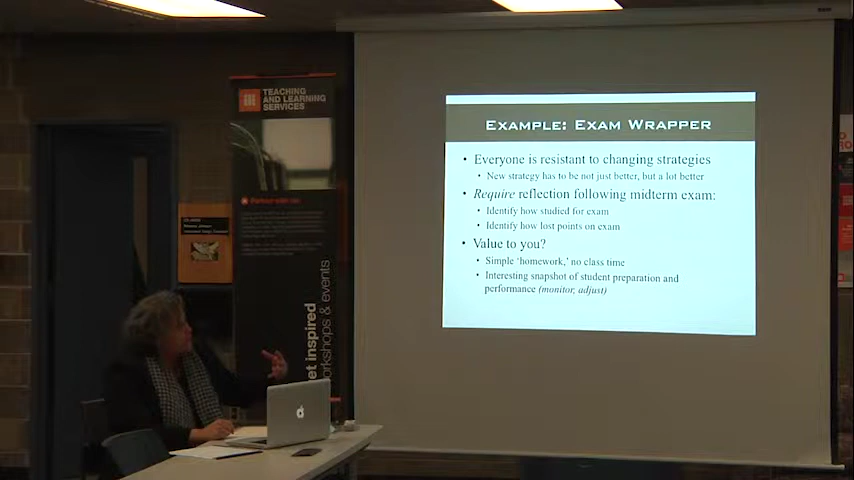 TEACHING
AND LEARNING
SERVICES
et inspired
orkshops & events
EXAMPLE: EXAM WRAPPER
• Everyone is resistant to changing strategies
• New strategy has to be not just better, but a lot better
• Require reflection following midterm exam:
• Identify how studied for exam
• Identify how lost points on exam
• Value to you?
• Simple ‘homework,’ no class time
• Interesting snapshot of student preparation and
performance (monitor, adjust)